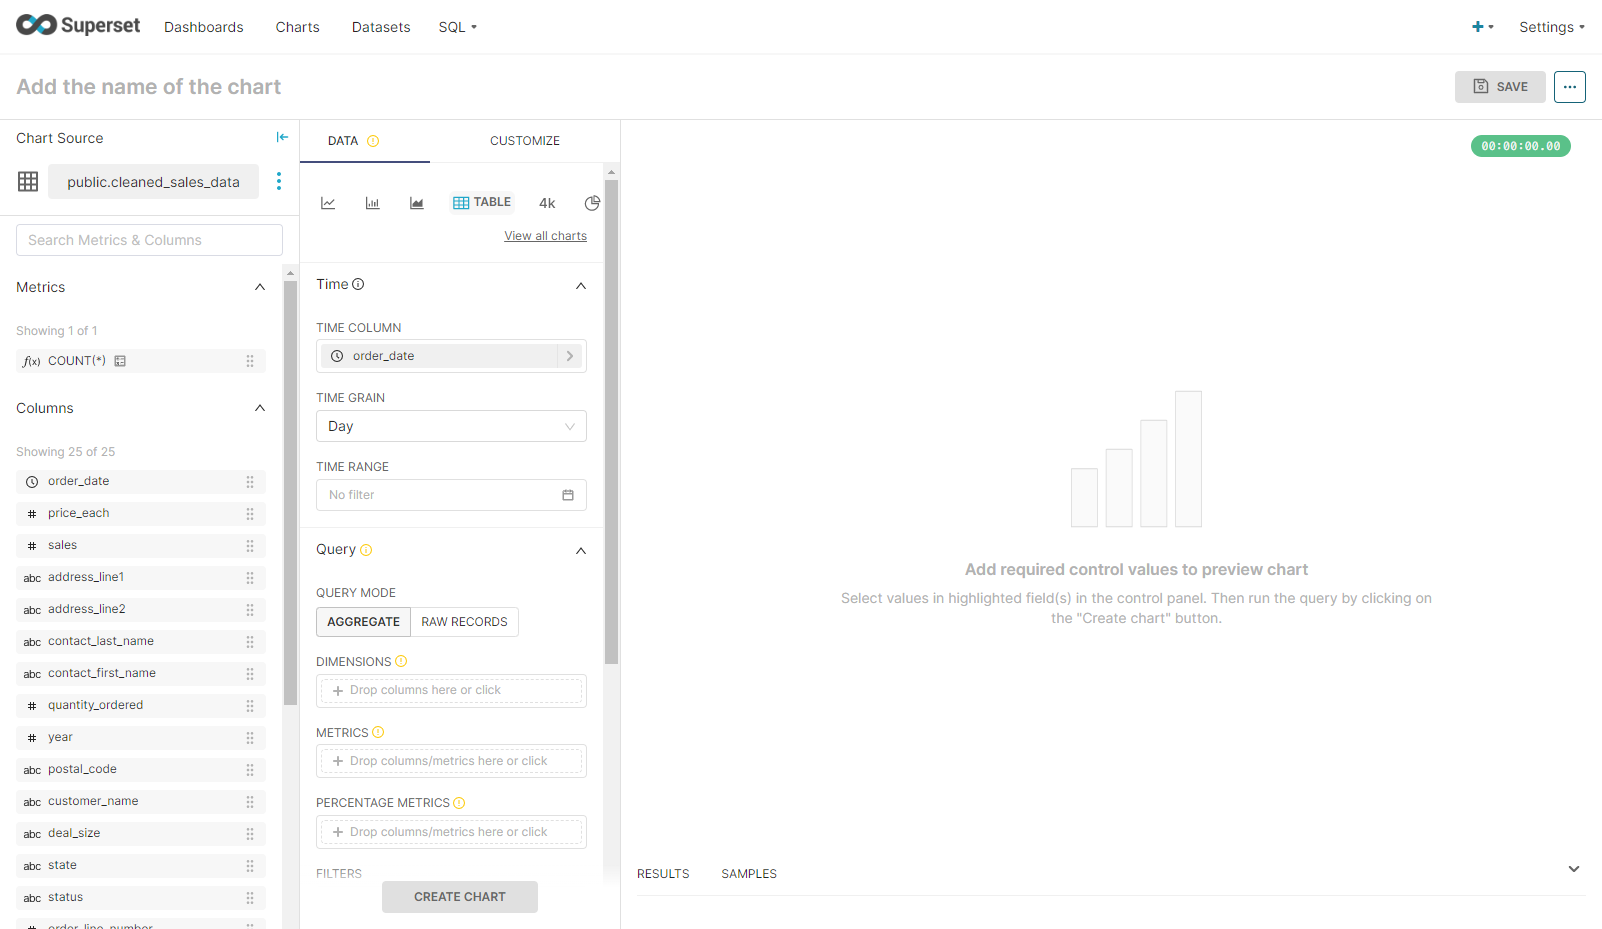 Superset
Dashboards
Charts
Datasets
SQL
Settings
Add the name of the chart
SAVE
Chart Source
public.cleaned_sales_data
Search Metrics & Columns
Metrics
Showing 1 of 1
f(x) COUNT(*)
Columns
Showing 25 of 25
order_date
# price_each
# sales
abc address_line1
abc address_line2
abc contact_last_name
abc contact_first_name
# quantity_ordered
# year
abc postal_code
abc customer_name
abc deal_size
abc state
abc status
# order_line_number
DATA
CUSTOMIZE
TABLE
4k
View all charts
Time
TIME COLUMN
order_date
TIME GRAIN
Day
TIME RANGE
No filter
Query
QUERY MODE
AGGREGATE
RAW RECORDS
DIMENSIONS
+ Drop columns here or click
METRICS
+ Drop columns/metrics here or click
PERCENTAGE METRICS
+ Drop columns/metrics here or click
FILTERS
CREATE CHART
00:00:00.00
Add required control values to preview chart
Select values in highlighted field(s) in the control panel. Then run the query by clicking on
the "Create chart" button.
RESULTS
SAMPLES